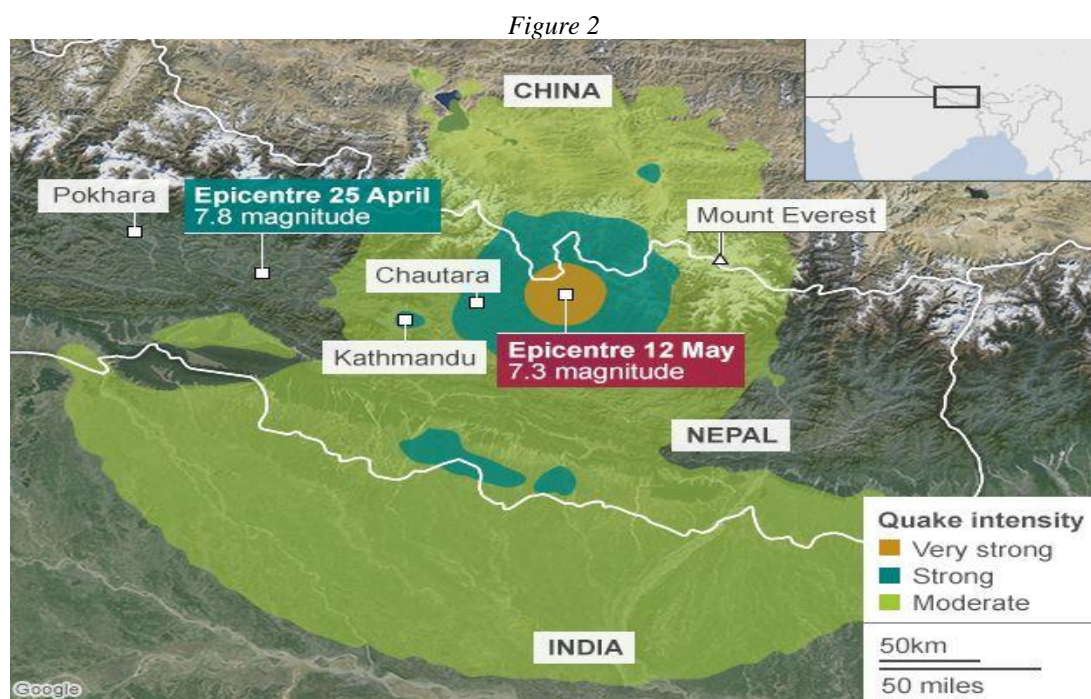 Figure 2
CHINA
Pokhara
Epicentre 25 April
7.8 magnitude
Mount Everest
Chautara
Kathmandu
Epicentre 12 May
7.3 magnitude
NEPAL
Quake intensity
Very strong
Strong
Moderate
INDIA
50km
50 miles
Google